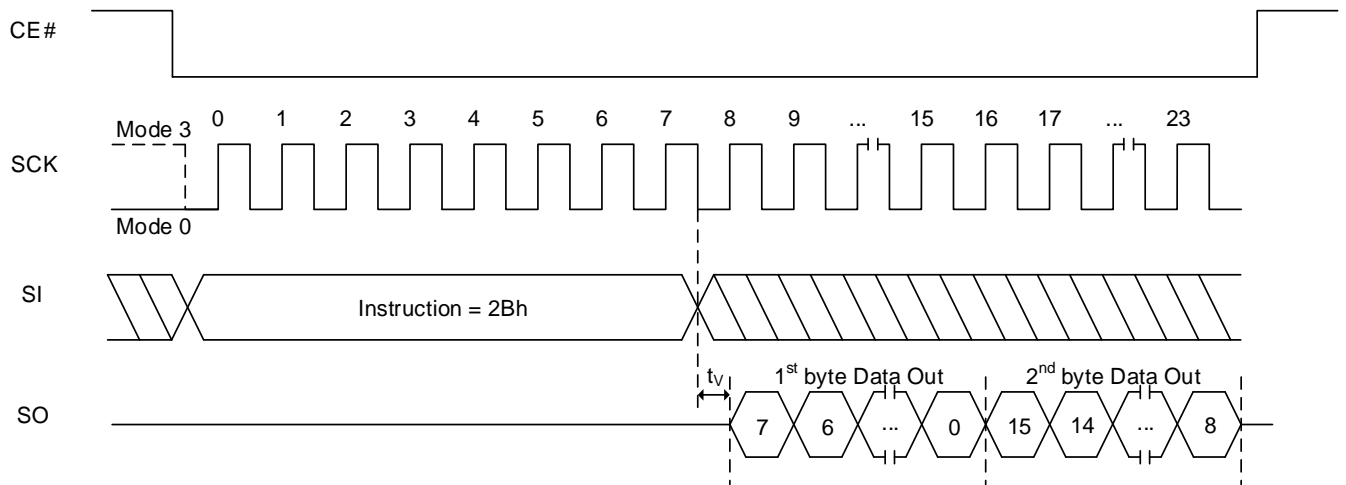 CE#
0 1 2 3 4 5 6 7 8 9 ... 15 16 17 ... 23
Mode 3
SCK
Mode 0
SI
Instruction = 2Bh
tV 1st byte Data Out 2nd byte Data Out
SO
7 6 ... 0 15 14 ... 8